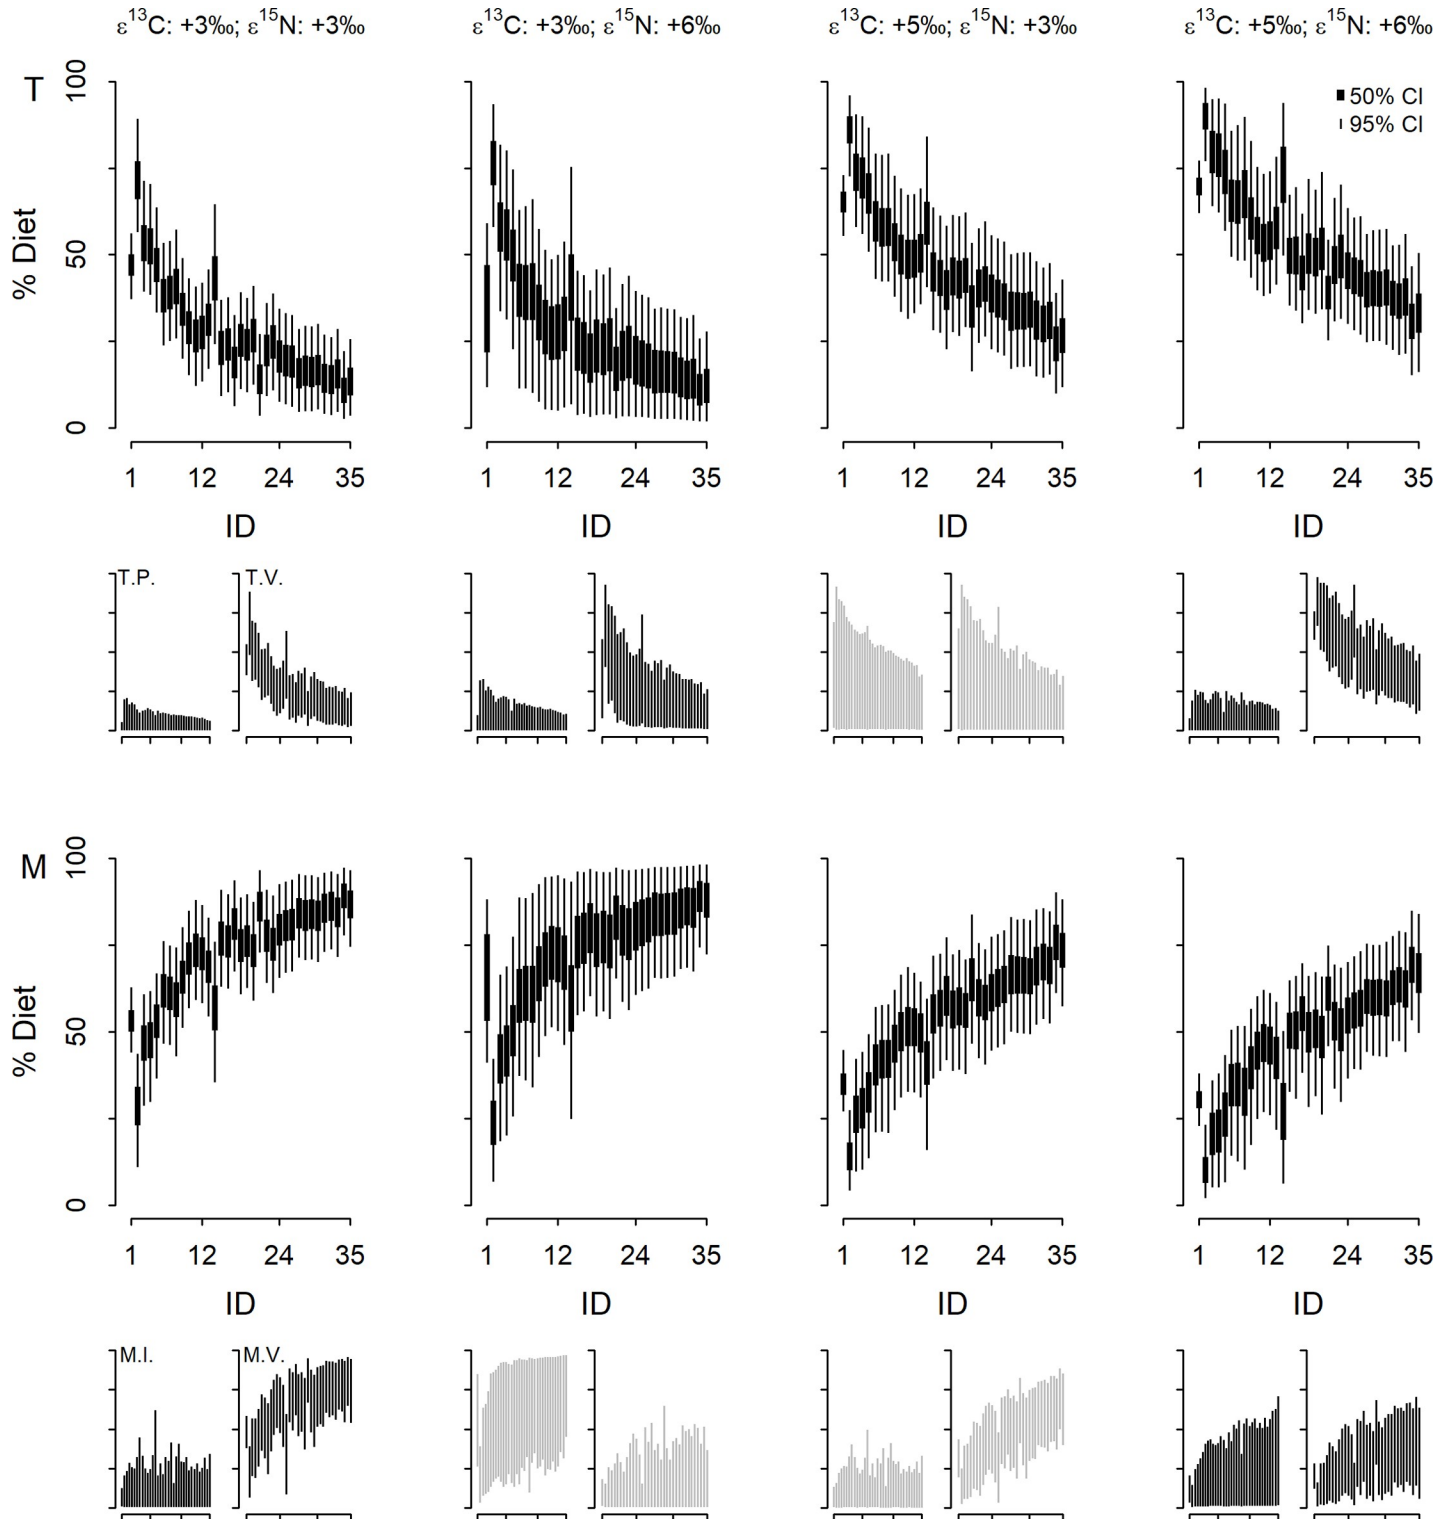 ε13C: +3‰; ε15N: +3‰ ε13C: +3‰; ε15N: +6‰ ε13C: +5‰; ε15N: +3‰ ε13C: +5‰; ε15N: +6‰
T
% Diet
100
50
0
50% CI
95% CI
1 12 24 35 1 12 24 35 1 12 24 35 1 12 24 35
ID ID ID ID
T.P. T.V.
M
% Diet
100
50
0
1 12 24 35 1 12 24 35 1 12 24 35 1 12 24 35
ID ID ID ID
M.I. M.V.